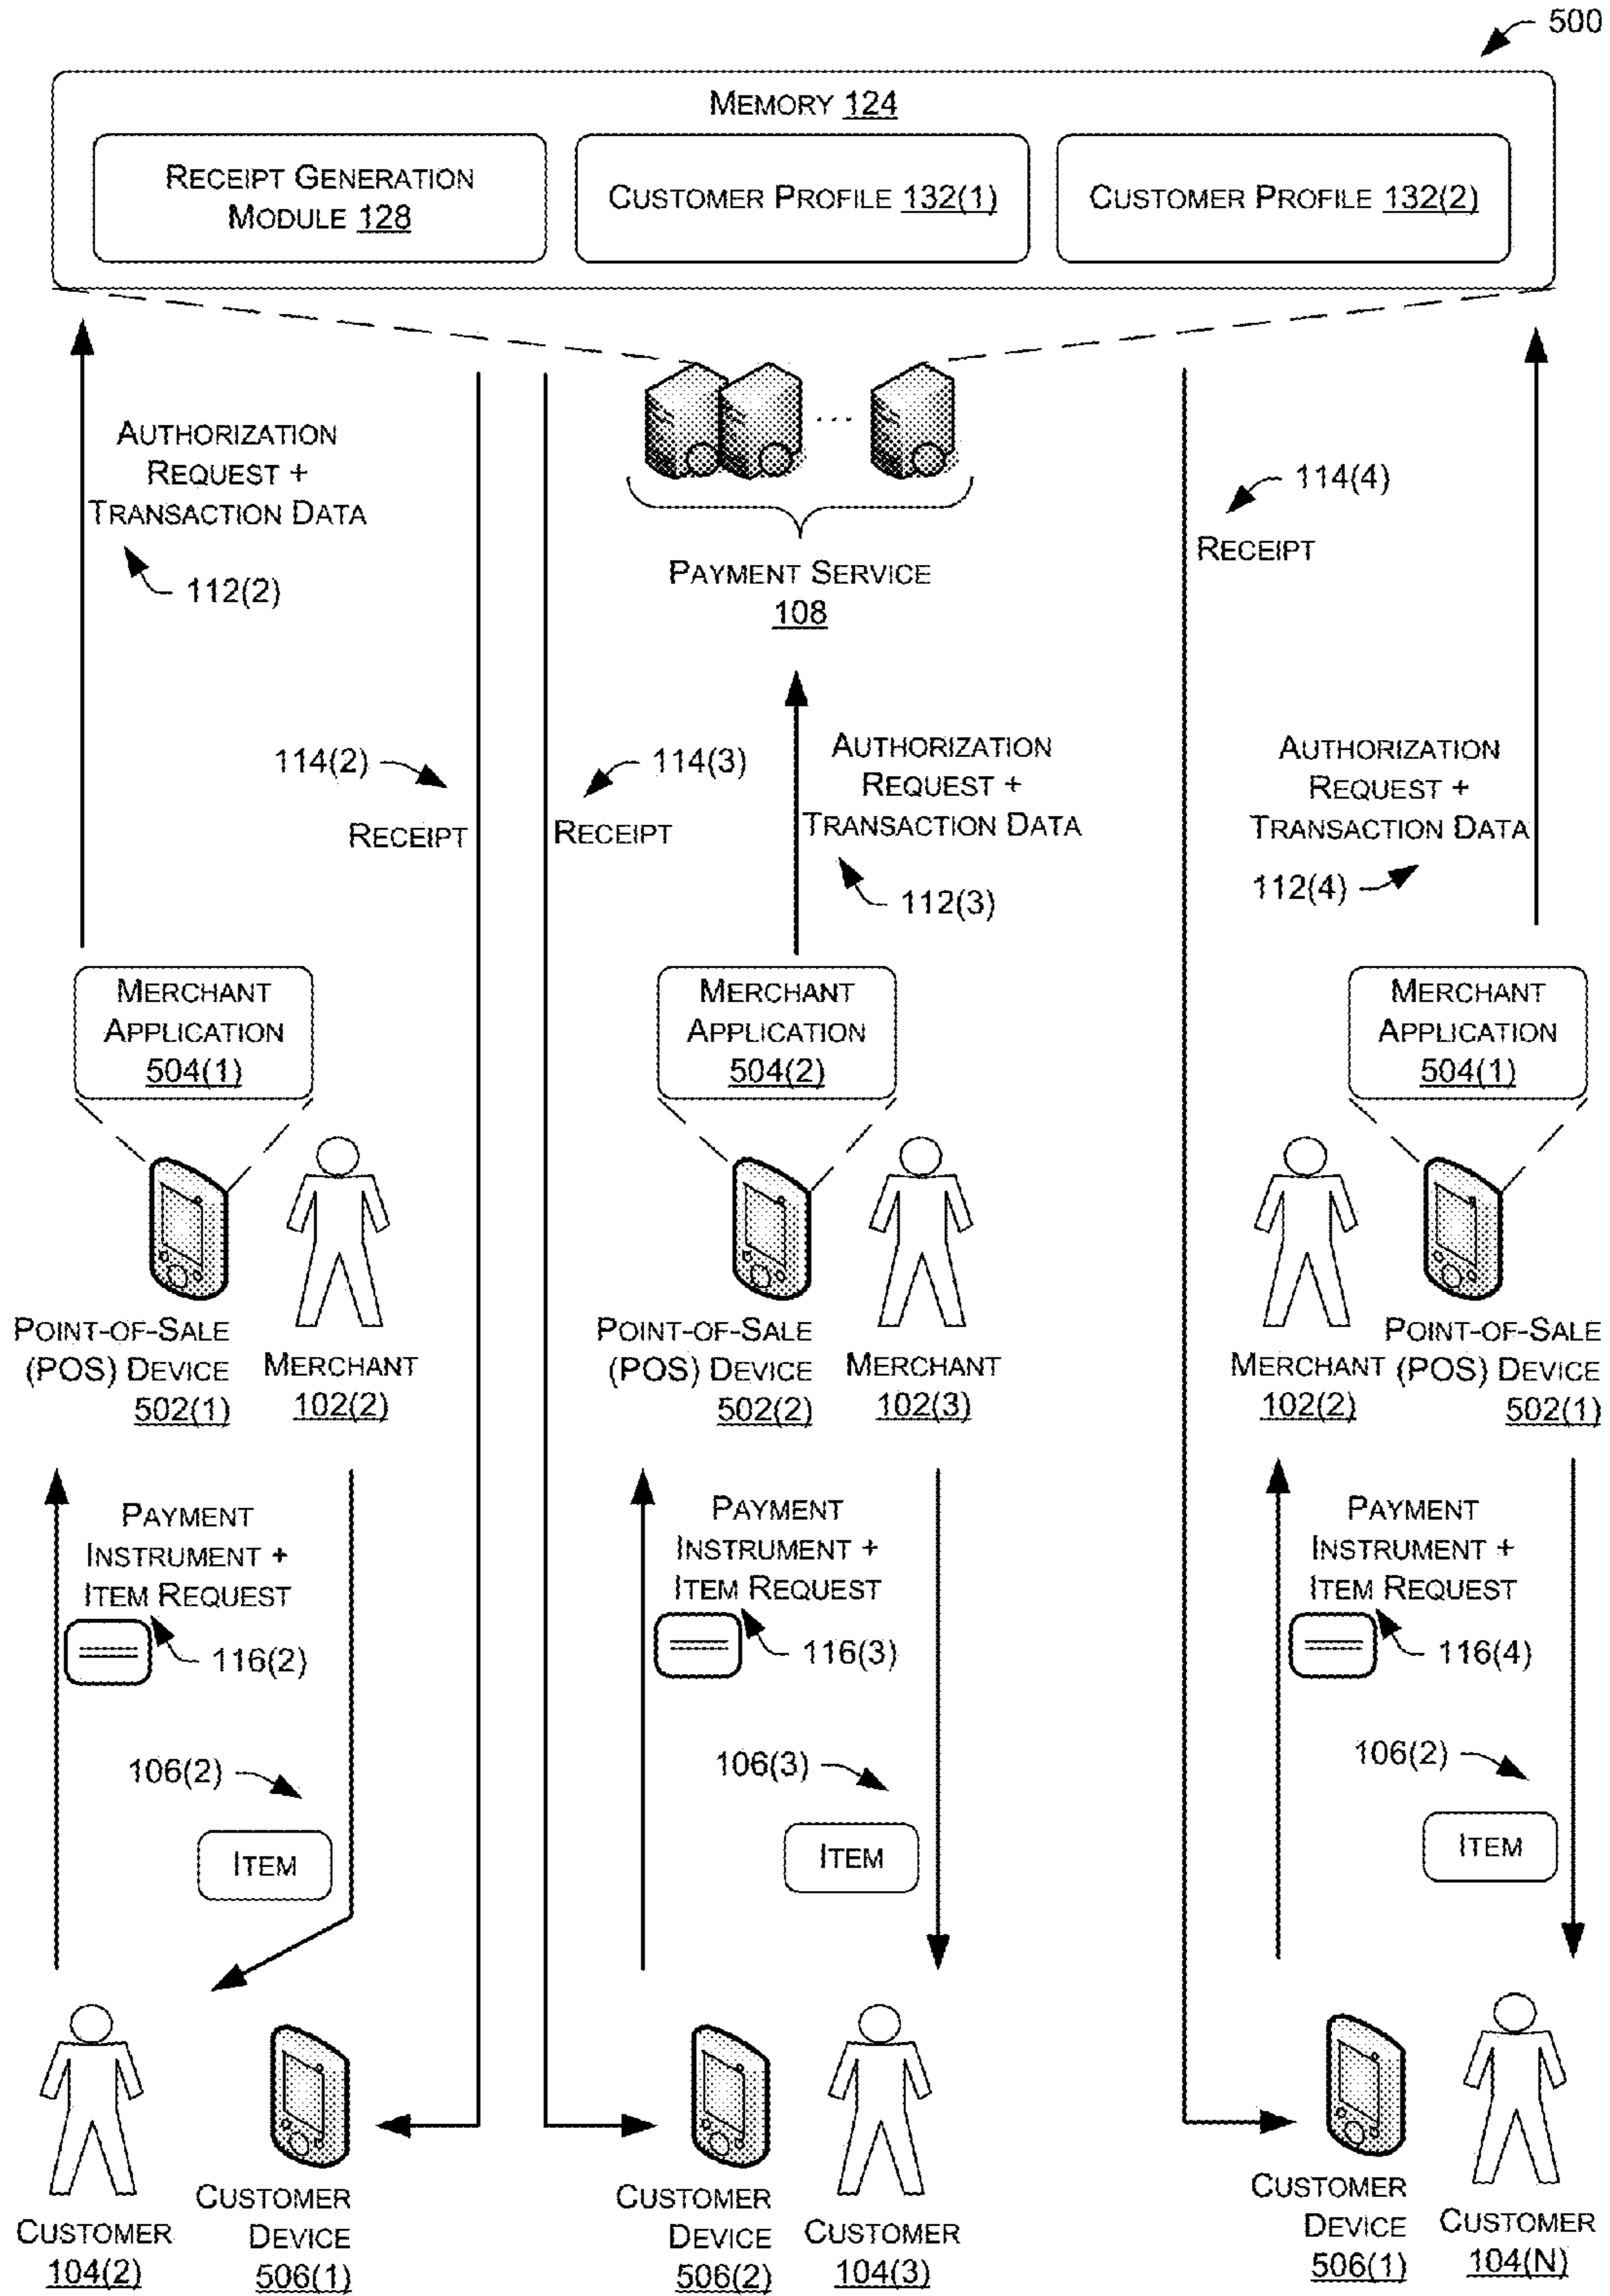 500
MEMORY 124
RECEIPT GENERATION
MODULE 128
CUSTOMER PROFILE 132(1)
CUSTOMER PROFILE 132(2)
AUTHORIZATION
REQUEST +
TRANSACTION DATA
112(2)
...
PAYMENT SERVICE
108
114(4)
RECEIPT
114(2)
RECEIPT
114(3)
RECEIPT
AUTHORIZATION
REQUEST +
TRANSACTION DATA
112(3)
AUTHORIZATION
REQUEST +
TRANSACTION DATA
112(4)
MERCHANT
APPLICATION
504(1)
MERCHANT
APPLICATION
504(2)
MERCHANT
APPLICATION
504(1)
POINT-OF-SALE
(POS) DEVICE
502(1)
MERCHANT
102(2)
POINT-OF-SALE
(POS) DEVICE
502(2)
MERCHANT
102(3)
MERCHANT
102(2)
POINT-OF-SALE
(POS) DEVICE
502(1)
PAYMENT
INSTRUMENT +
ITEM REQUEST
116(2)
PAYMENT
INSTRUMENT +
ITEM REQUEST
116(3)
PAYMENT
INSTRUMENT +
ITEM REQUEST
116(4)
106(2)
ITEM
106(3)
ITEM
106(2)
ITEM
CUSTOMER
104(2)
CUSTOMER
DEVICE
506(1)
CUSTOMER
DEVICE
506(2)
CUSTOMER
104(3)
CUSTOMER
DEVICE
506(1)
CUSTOMER
104(N)